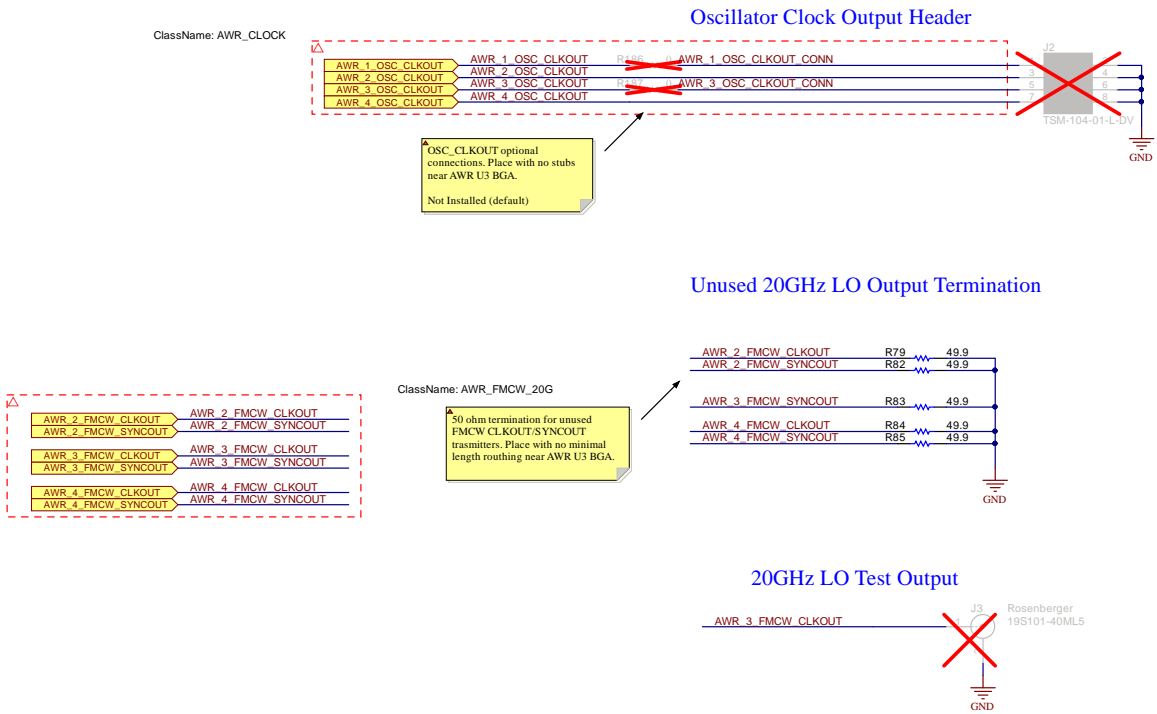 Oscillator Clock Output Header
ClassName: AWR_CLOCK
J2
AWR_1_OSC_CLKOUT AWR_1_OSC_CLKOUT R186 0 AWR_1_OSC_CLKOUT_CONN
AWR_2_OSC_CLKOUT AWR_2_OSC_CLKOUT 3 4
AWR_3_OSC_CLKOUT AWR_3_OSC_CLKOUT R187 0 AWR_3_OSC_CLKOUT_CONN 5 6
AWR_4_OSC_CLKOUT AWR_4_OSC_CLKOUT 7 8
TSM-104-01-L-DV
GND
OSC_CLKOUT optional
connections. Place with no stubs
near AWR U3 BGA.
Not Installed (default)
Unused 20GHz LO Output Termination
AWR_2_FMCW_CLKOUT R79 49.9
AWR_2_FMCW_SYNCOUT R82 49.9
AWR_3_FMCW_SYNCOUT R83 49.9
AWR_4_FMCW_CLKOUT R84 49.9
AWR_4_FMCW_SYNCOUT R85 49.9
GND
ClassName: AWR_FMCW_20G
50 ohm termination for unused
FMCW CLKOUT/SYNCOUT
trasmitters. Place with no minimal
length routhing near AWR U3 BGA.
AWR_2_FMCW_CLKOUT AWR_2_FMCW_CLKOUT
AWR_2_FMCW_SYNCOUT AWR_2_FMCW_SYNCOUT
AWR_3_FMCW_CLKOUT AWR_3_FMCW_CLKOUT
AWR_3_FMCW_SYNCOUT AWR_3_FMCW_SYNCOUT
AWR_4_FMCW_CLKOUT AWR_4_FMCW_CLKOUT
AWR_4_FMCW_SYNCOUT AWR_4_FMCW_SYNCOUT
20GHz LO Test Output
AWR_3_FMCW_CLKOUT 1 J3 Rosenberger
19S101-40ML5
GND